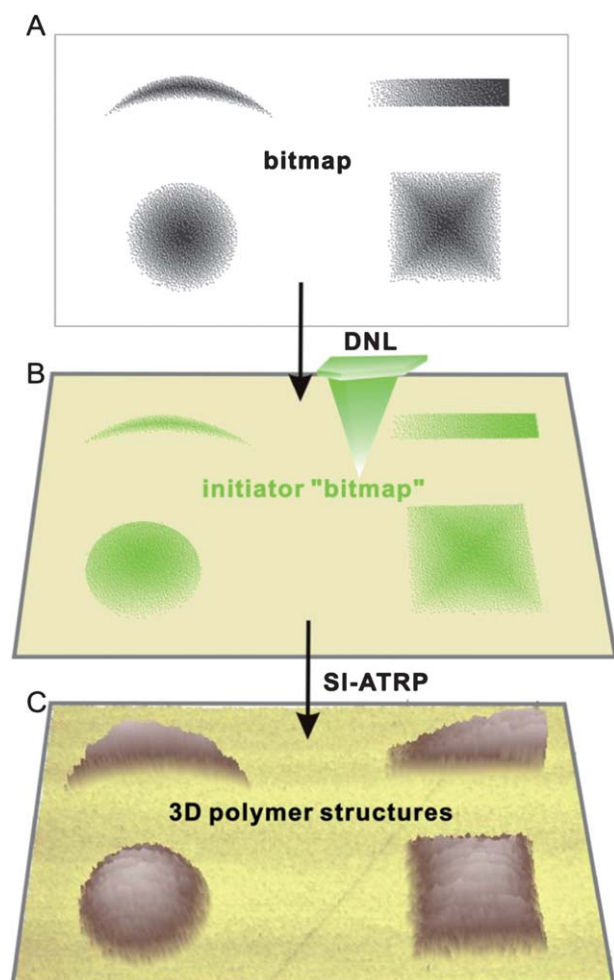 A
bitmap
DNL
B
initiator "bitmap"
SI-ATRP
C
3D polymer structures